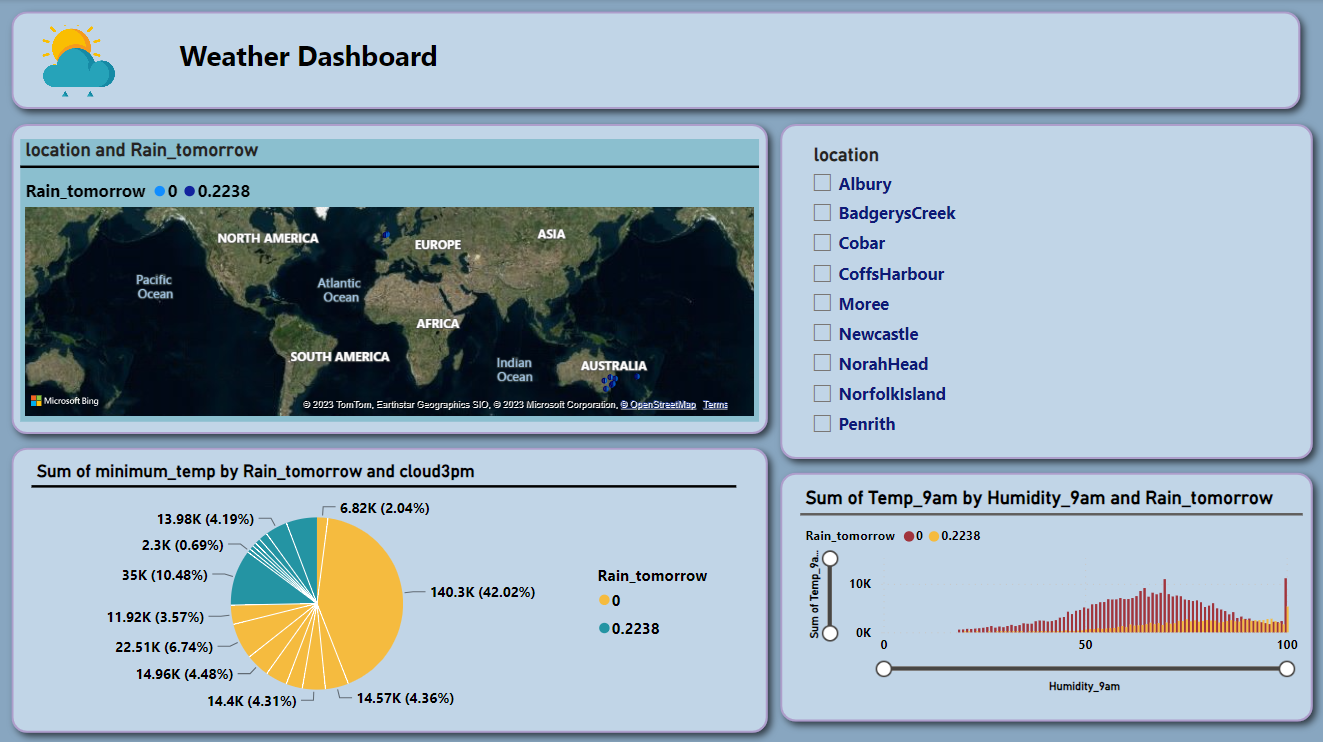 Weather Dashboard
location and Rain_tomorrow
Rain_tomorrow 0 0.2238
NORTH AMERICA
EUROPE
ASIA
Pacific
Ocean
Atlantic
Ocean
AFRICA
SOUTH AMERICA
Indian
Ocean
AUSTRALIA
Microsoft Bing
© 2023 TomTom, Earthstar Geographics SIO, © 2023 Microsoft Corporation, © OpenStreetMap Terms
location
Albury
BadgerysCreek
Cobar
CoffsHarbour
Moree
Newcastle
NorahHead
NorfolkIsland
Penrith
Sum of minimum_temp by Rain_tomorrow and cloud3pm
6.82K (2.04%)
13.98K (4.19%)
2.3K (0.69%)
35K (10.48%)
140.3K (42.02%)
11.92K (3.57%)
22.51K (6.74%)
14.96K (4.48%)
14.4K (4.31%)
14.57K (4.36%)
Rain_tomorrow
0
0.2238
Sum of Temp_9am by Humidity_9am and Rain_tomorrow
Rain_tomorrow 0 0.2238
Sum of Temp_9a...
10K
0K
0 50 100
Humidity_9am